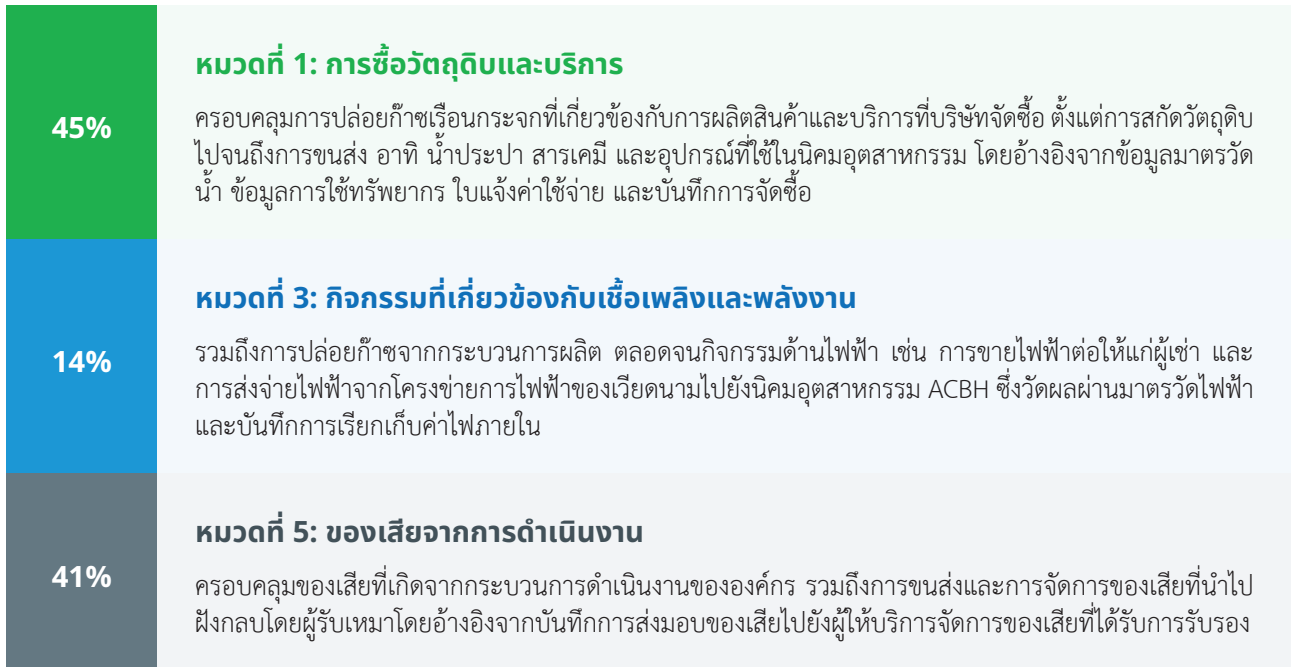 45%
หมวดที่ 1: การซื้อวัตถุดิบและบริการ
ครอบคลุมการปล่อยก๊าซเรือนกระจกที่เกี่ยวข้องกับการผลิตสินค้าและบริการที่บริษัทจัดซื้อ ตั้งแต่การสกัดวัตถุดิบ
ไปจนถึงการขนส่ง อาทิ น้ำประปา สารเคมี และอุปกรณ์ที่ใช้ในนิคมอุตสาหกรรม โดยอ้างอิงจากข้อมูลมาตรวัด
น้ำ ข้อมูลการใช้ทรัพยากร ใบแจ้งค่าใช้จ่าย และบันทึกการจัดซื้อ
14%
หมวดที่ 3: กิจกรรมที่เกี่ยวข้องกับเชื้อเพลิงและพลังงาน
รวมถึงการปล่อยก๊าซจากกระบวนการผลิต ตลอดจนกิจกรรมด้านไฟฟ้า เช่น การขายไฟฟ้าต่อให้แก่ผู้เช่า และ
การส่งจ่ายไฟฟ้าจากโครงข่ายการไฟฟ้าของเวียดนามไปยังนิคมอุตสาหกรรม ACBH ซึ่งวัดผลผ่านมาตรวัดไฟฟ้า
และบันทึกการเรียกเก็บค่าไฟภายใน
41%
หมวดที่ 5: ของเสียจากการดำเนินงาน
ครอบคลุมของเสียที่เกิดจากกระบวนการดำเนินงานขององค์กร รวมถึงการขนส่งและการจัดการของเสียที่นำไป
ฝังกลบโดยผู้รับเหมาโดยอ้างอิงจากบันทึกการส่งมอบของเสียไปยังผู้ให้บริการจัดการของเสียที่ได้รับการรับรอง